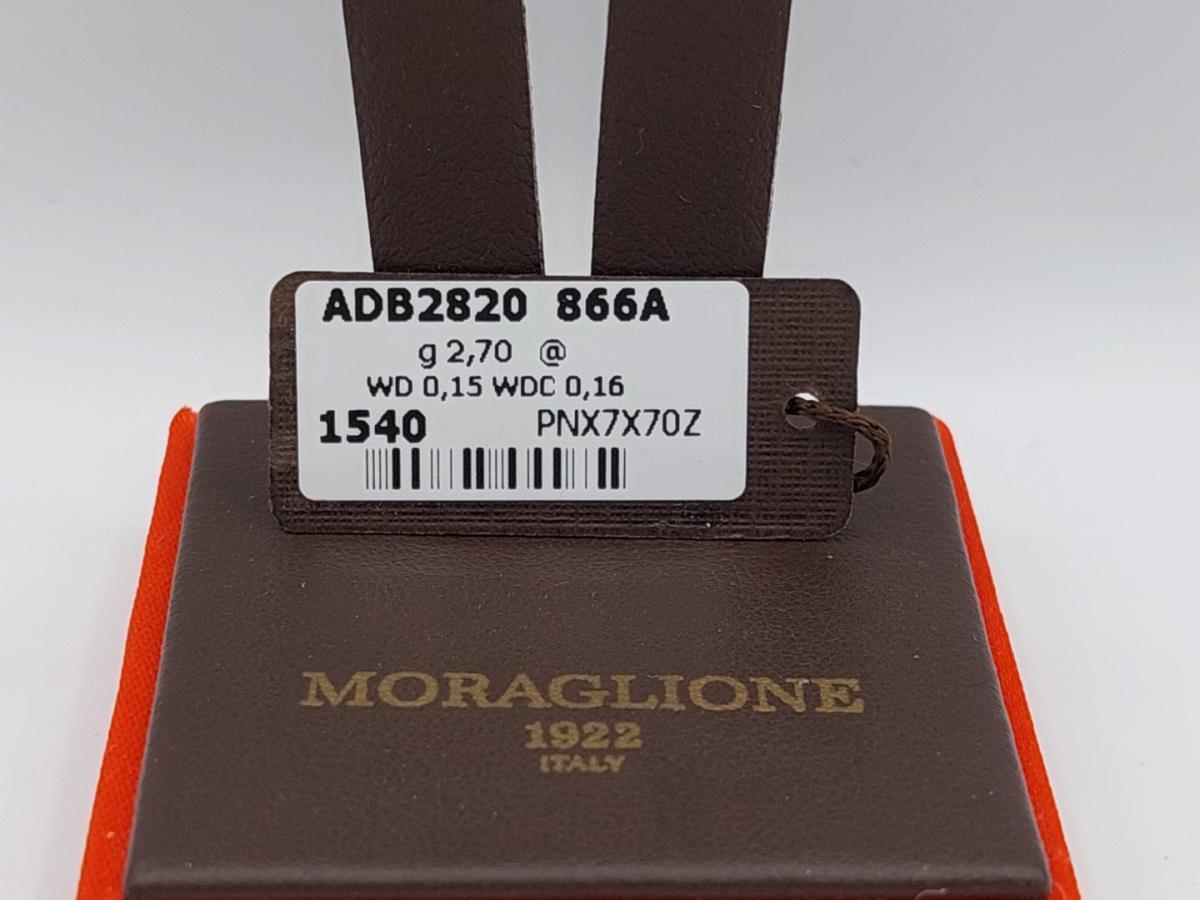 ADB2820 866A
g 2,70 @
WD 0,15 WDC 0,16
1540 PNX7X70Z
MORAGLIONE
1922
ITALY